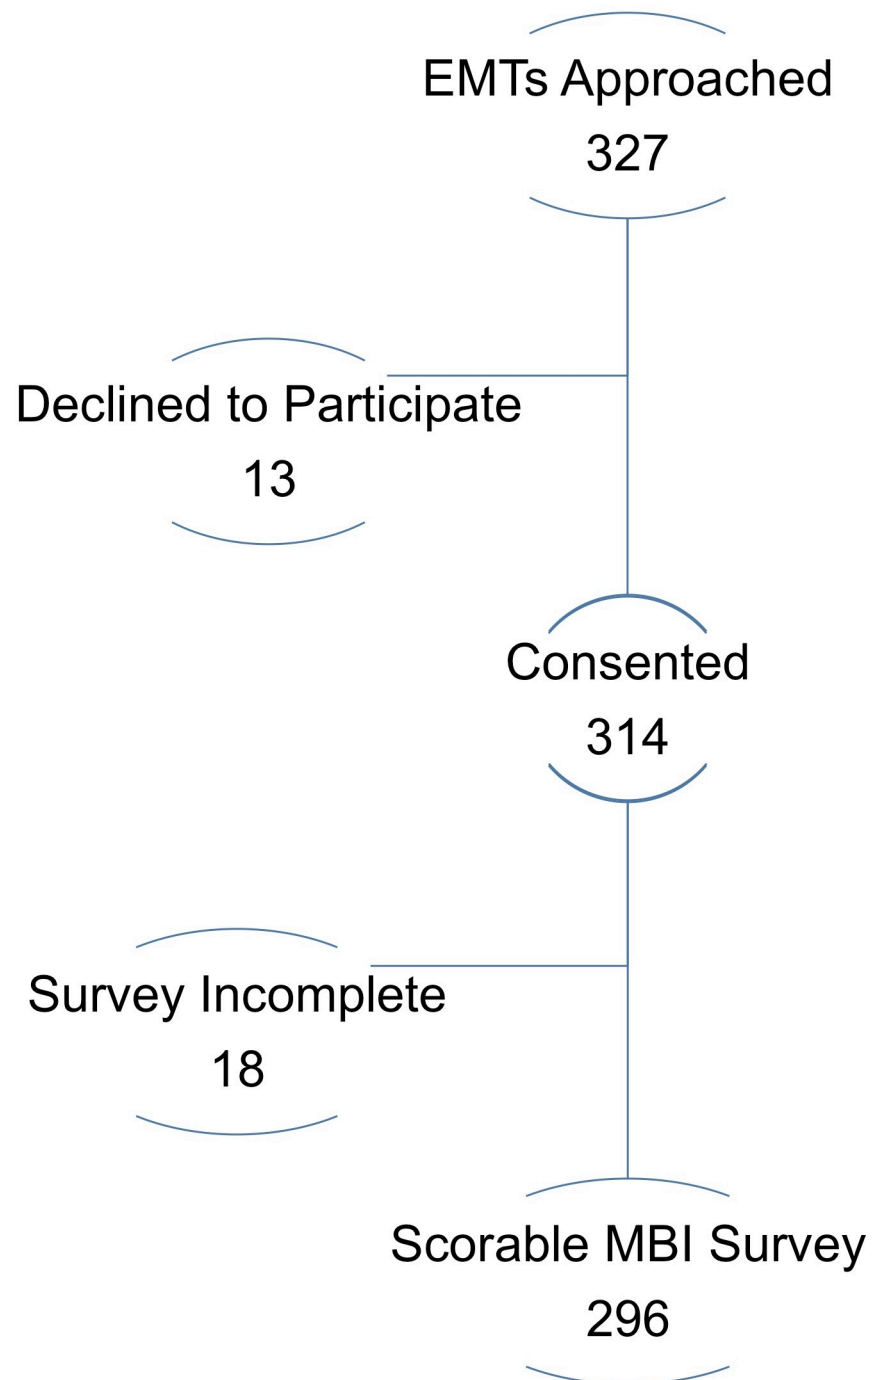 EMTs Approached
327
Declined to Participate
13
Consented
314
Survey Incomplete
18
Scorable MBI Survey
296